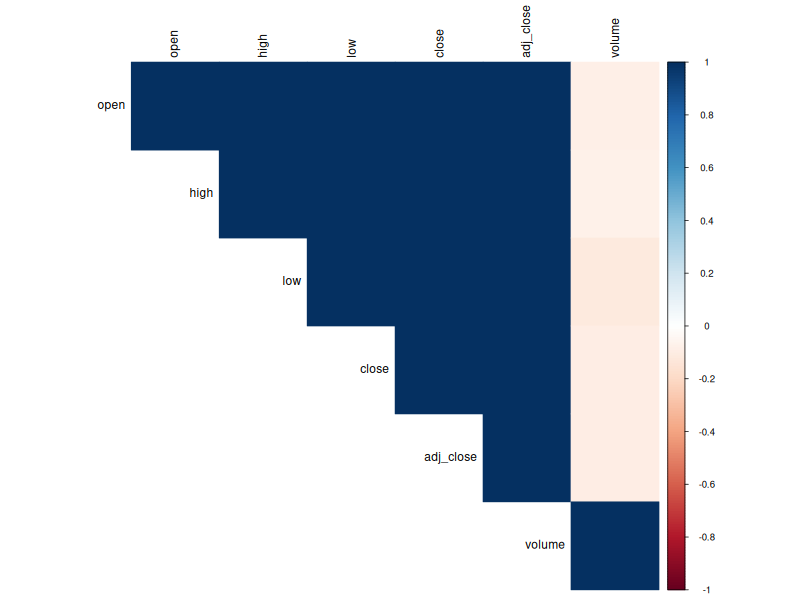 open
high
low
close
adj_close
volume
open
high
low
close
adj_close
volume
1
0.8
0.6
0.4
0.2
0
-0.2
-0.4
-0.6
-0.8
-1